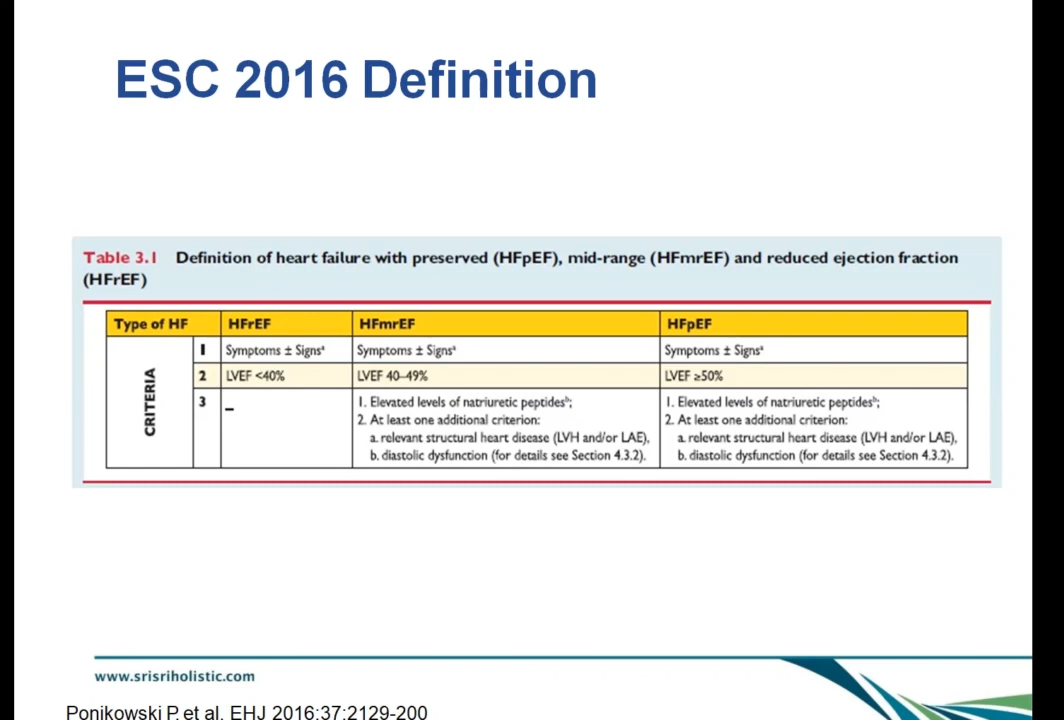 ESC 2016 Definition
Table 3.1 Definition of heart failure with preserved (HFpEF), mid-range (HFmrEF) and reduced ejection fraction
(HFrEF)
Type of HF HFrEF HFmrEF HFpEF
CRITERIA
1 Symptoms ± Signsᵃ Symptoms ± Signsᵃ Symptoms ± Signsᵃ
2 LVEF <40% LVEF 40–49% LVEF ≥50%
3 – 1. Elevated levels of natriuretic peptidesᵇ; 1. Elevated levels of natriuretic peptidesᵇ;
2. At least one additional criterion: 2. At least one additional criterion:
a. relevant structural heart disease (LVH and/or LAE), a. relevant structural heart disease (LVH and/or LAE),
b. diastolic dysfunction (for details see Section 4.3.2). b. diastolic dysfunction (for details see Section 4.3.2).
www.srisriholistic.com
Ponikowski P, et al. EHJ 2016;37:2129-200